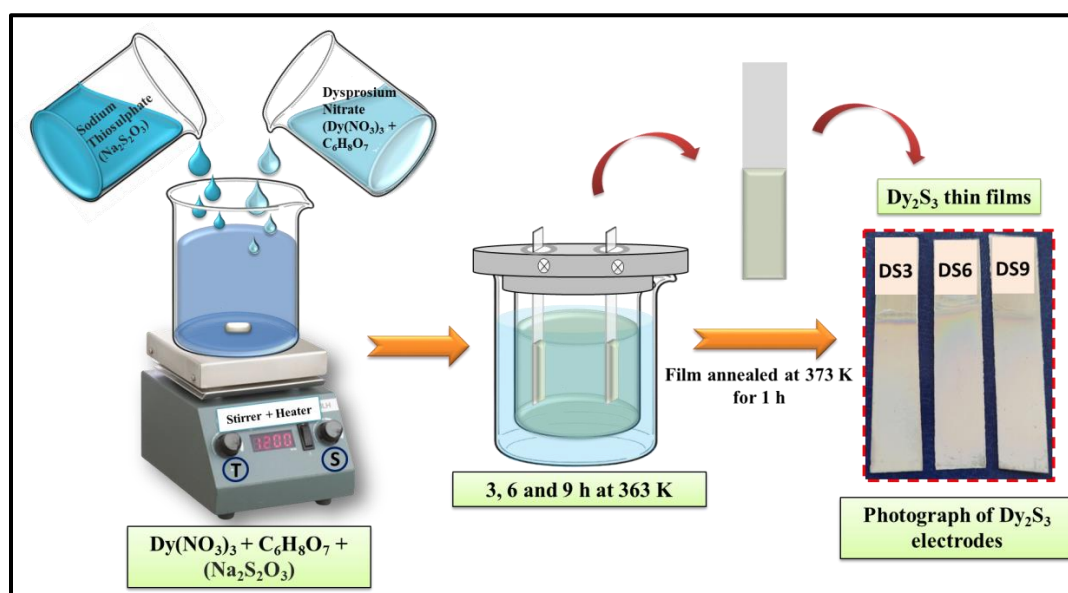 Sodium
Thiosulphate
(Na₂S₂O₃)
Dysprosium
Nitrate
(Dy(NO₃)₃ +
C₆H₈O₇
Stirrer + Heater
1200
T
S
Dy(NO₃)₃ + C₆H₈O₇ +
(Na₂S₂O₃)
3, 6 and 9 h at 363 K
Film annealed at 373 K
for 1 h
Dy₂S₃ thin films
DS3
DS6
DS9
Photograph of Dy₂S₃
electrodes